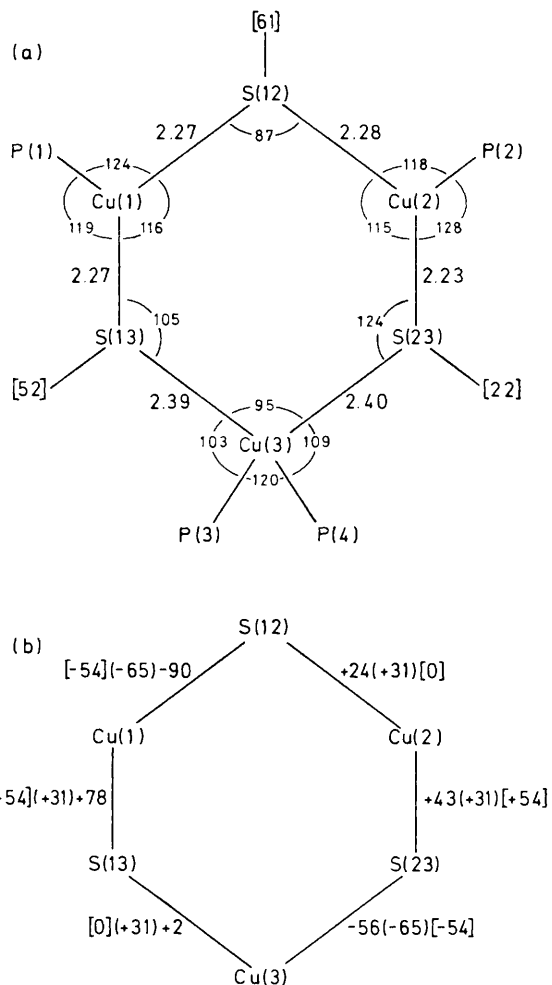 [61]
(a)
S(12)
2.27 87 2.28
P(1) 124 118 P(2)
Cu(1) Cu(2)
119 116 115 128
2.27 2.23
105 124
S(13) S(23)
[52] [22]
2.39 95 2.40
103 Cu(3) 109
120
P(3) P(4)
(b)
S(12)
[-54](-65)-90 +24(+31)[0]
Cu(1) Cu(2)
+54](+31)+78 +43(+31)[+54]
S(13) S(23)
[0](+31)+2 -56(-65)[-54]
Cu(3)